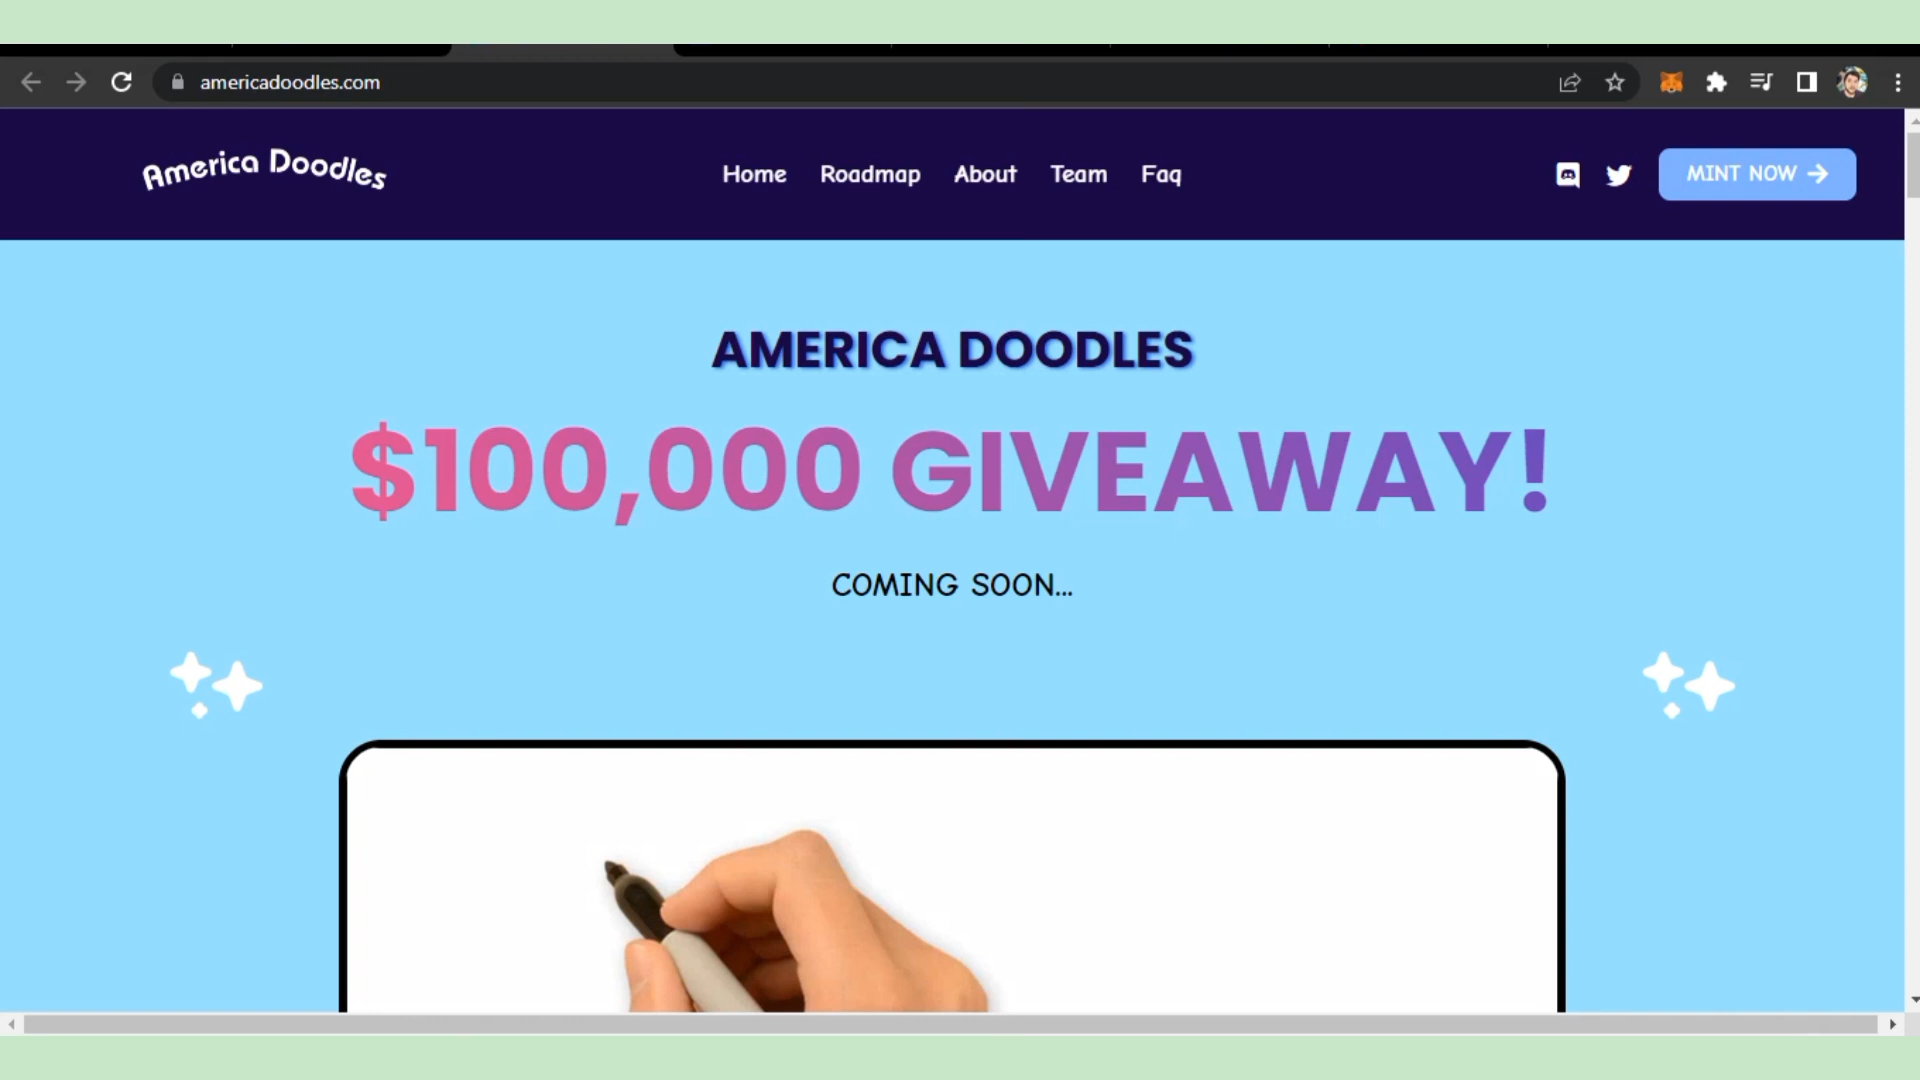 americadoodles.com
America Doodles
Home Roadmap About Team Faq
MINT NOW
AMERICA DOODLES
$100,000 GIVEAWAY!
COMING SOON...